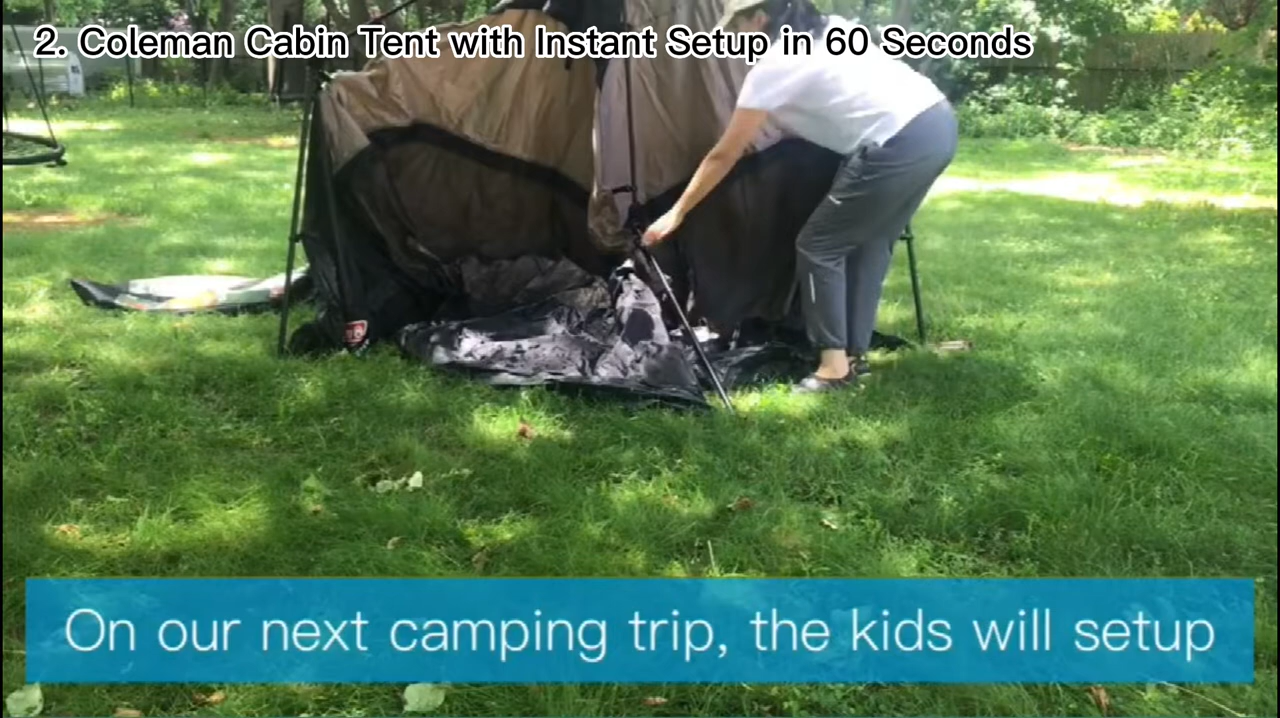 2. Coleman Cabin Tent with Instant Setup in 60 Seconds
On our next camping trip, the kids will setup